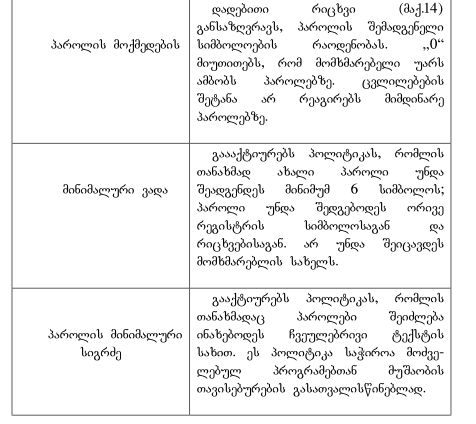 დადებითი რიცხვი (მაქ.14)
განსაზღვრავს, პაროლის შემადგენელი
პაროლის მოქმედების
სიმბოლოების რაოდენობას. „0“
მიუთითებს, რომ მომხმარებელი უარს
ამბობს პაროლებზე. ცვლილებების
შეტანა არ რეაგირებს მიმდინარე
პაროლებზე.
გაააქტიურებს პოლიტიკას, რომლის
თანახმად ახალი პაროლი უნდა
მინიმალური ვადა
შეადგენდეს მინიმუმ 6 სიმბოლოს;
პაროლი უნდა შედგებოდეს ორივე
რეგისტრის სიმბოლოსაგან და
რიცხვებისაგან. არ უნდა შეიცავდეს
მომხმარებლის სახელს.
გააქტიურებს პოლიტიკას, რომლის
თანახმადაც პაროლები შეიძლება
პაროლის მინიმალური
სიგრძე
ინახებოდეს ჩვეულებრივი ტექსტის
სახით. ეს პოლიტიკა საჭიროა მოძვე-
ლებულ პროგრამებთან მუშაობის
თავისებურების გასათვალისწინებლად.